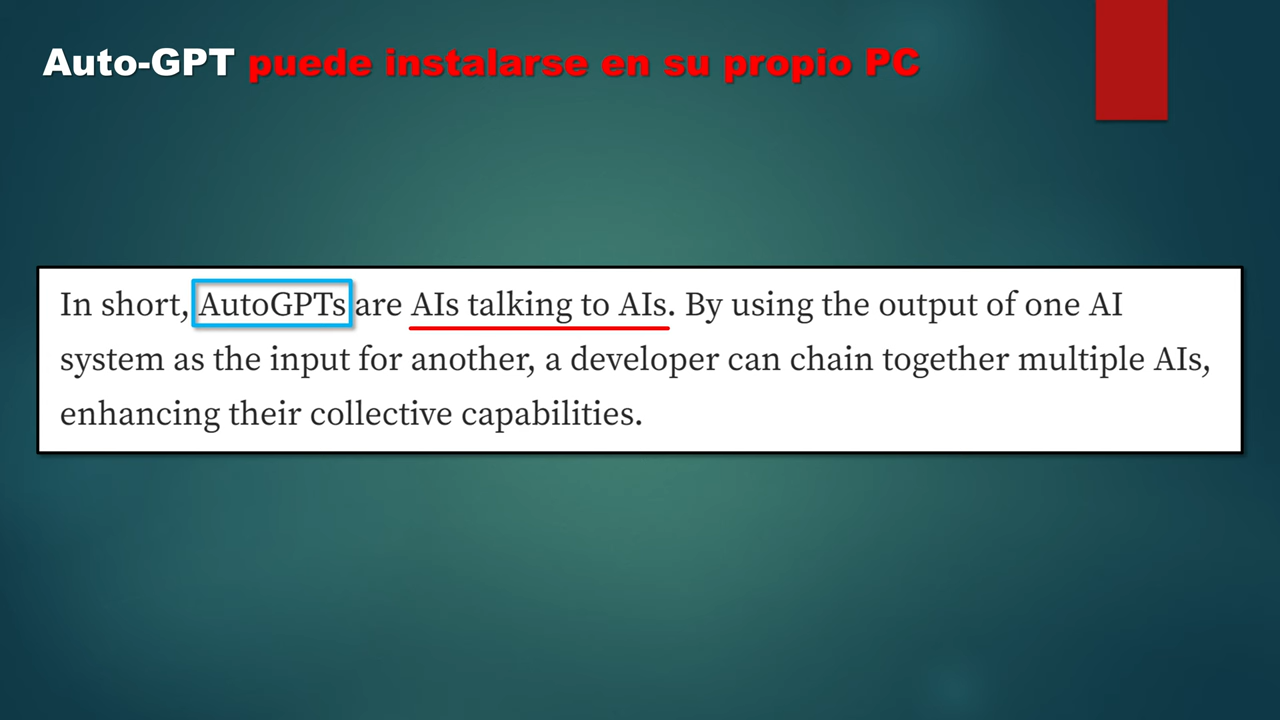 Auto-GPT puede instalarse en su propio PC
In short, AutoGPTs are AIs talking to AIs. By using the output of one AI
system as the input for another, a developer can chain together multiple AIs,
enhancing their collective capabilities.